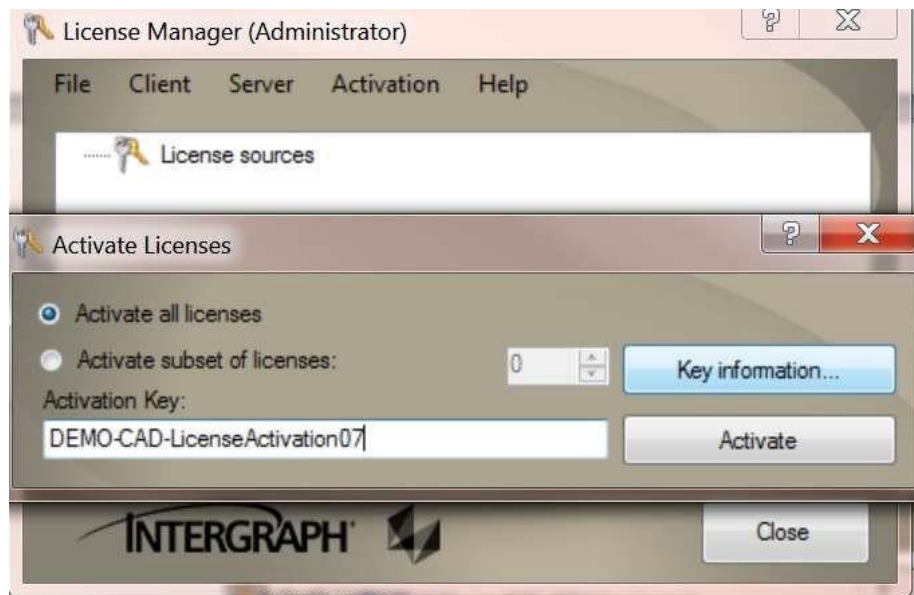 License Manager (Administrator)
File Client Server Activation Help
License sources
Activate Licenses
Activate all licenses
Activate subset of licenses: 0
Key information...
Activation Key:
DEMO-CAD-LicenseActivation07
Activate
INTERGRAPH
Close